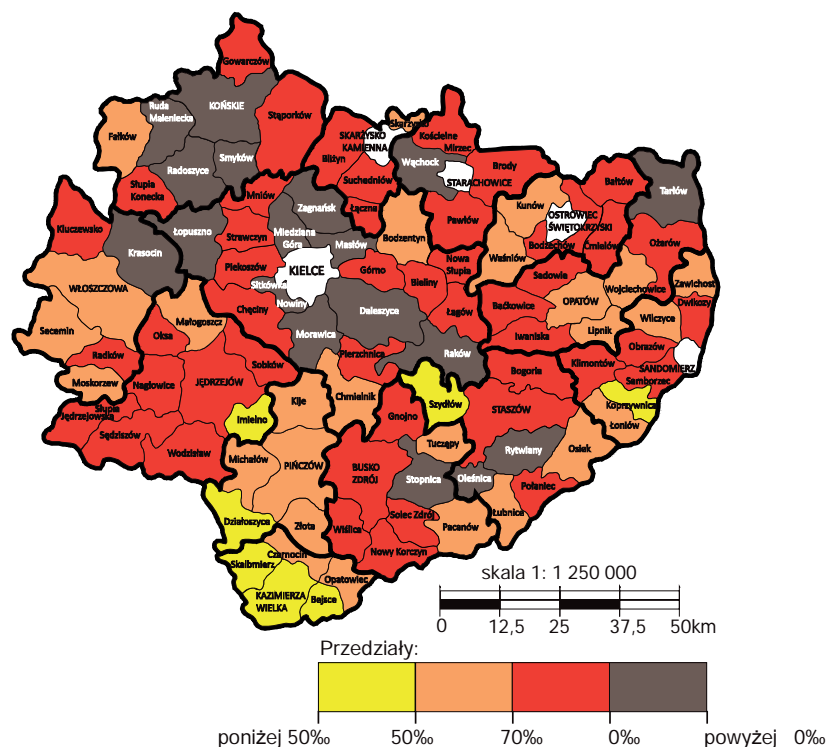 Gowarczów
Ruda
Maleniecka
KOŃSKIE
Stąporków
Fałków
Radoszyce
Smyków
Słupia
Konecka
SKARŻYSKO
KAMIENNA
Skarżysko
Kościelne
Mirzec
Bliżyn
Wąchock
Brody
STARACHOWICE
Suchedniów
Łączna
Pawłów
Mniów
Zagnańsk
Bodzentyn
Kluczewsko
Łopuszno
Krasocin
Strawczyn
Miedziana
Góra
Masłów
Piekoszów
KIELCE
Górno
Nowa
Słupia
Bieliny
Sitkówka
Nowiny
Chęciny
Daleszyce
Łagów
Morawica
Pierzchnica
Raków
Bałtów
Tarłów
Kunów
OSTROWIEC
ŚWIĘTOKRZYSKI
Bodzechów
Ćmielów
Ożarów
Waśniów
Sadowie
Wojciechowice
Zawichost
OPATÓW
Dwikozy
Baćkowice
Lipnik
Wilczyce
Iwaniska
Obrazów
SANDOMIERZ
Klimontów
Samborzec
Koprzywnica
Łoniów
WŁOSZCZOWA
Secemin
Małogoszcz
Oksa
Radków
Moskorzew
Nagłowice
JĘDRZEJÓW
Sobków
Słupia
Jędrzejowska
Sędziszów
Wodzisław
Imielno
Kije
Chmielnik
Szydłów
Bogoria
STASZÓW
Gnojno
Tuczępy
Rytwiany
Osiek
Michałów
PIŃCZÓW
BUSKO
ZDRÓJ
Stopnica
Oleśnica
Połaniec
Łubnice
Działoszyce
Złota
Wiślica
Solec Zdrój
Pacanów
Nowy Korczyn
Czarnocin
Skalbmierz
Opatowiec
KAZIMIERZA
WIELKA
Bejsce
skala 1: 1 250 000
0 12,5 25 37,5 50km
Przedziały:
poniżej 50‰ 50‰ 70‰ 0‰ powyżej 0‰